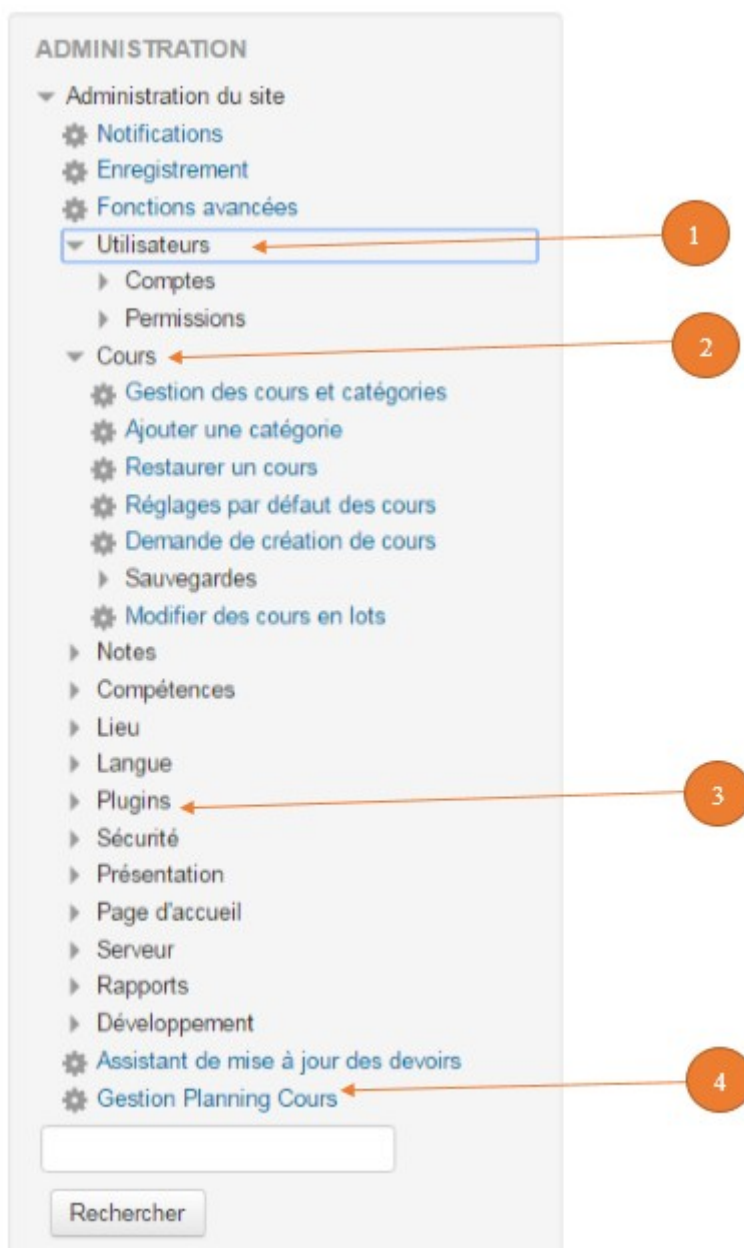 ADMINISTRATION
Administration du site
Notifications
Enregistrement
Fonctions avancées
Utilisateurs
1
Comptes
Permissions
Cours
2
Gestion des cours et catégories
Ajouter une catégorie
Restaurer un cours
Réglages par défaut des cours
Demande de création de cours
Sauvegardes
Modifier des cours en lots
Notes
Compétences
Lieu
Langue
Plugins
3
Sécurité
Présentation
Page d'accueil
Serveur
Rapports
Développement
Assistant de mise à jour des devoirs
Gestion Planning Cours
4
Rechercher